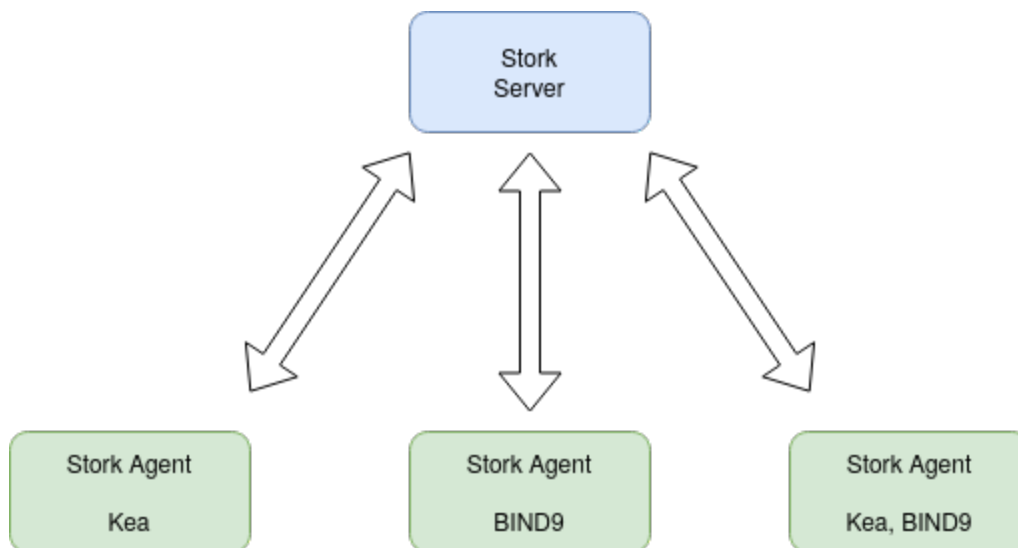 Stork
Server
Stork Agent
Kea
Stork Agent
BIND9
Stork Agent
Kea, BIND9